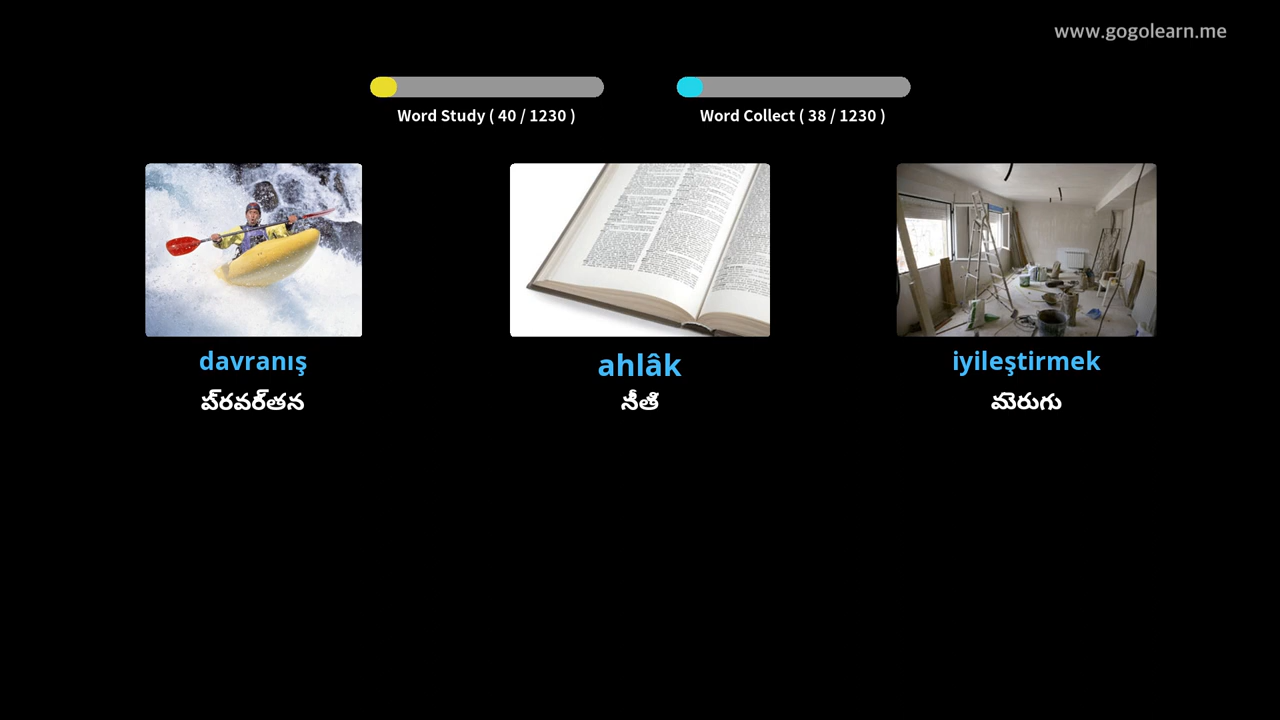 www.gogolearn.me
Word Study ( 40 / 1230 )
Word Collect ( 38 / 1230 )
davranış
ahlâk
iyileştirmek
ప్రవర్తన
నీతి
మెరుగు